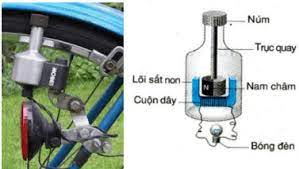 Núm
Trục quay
Lõi sắt non
N
Nam châm
Cuộn dây
Bóng đèn